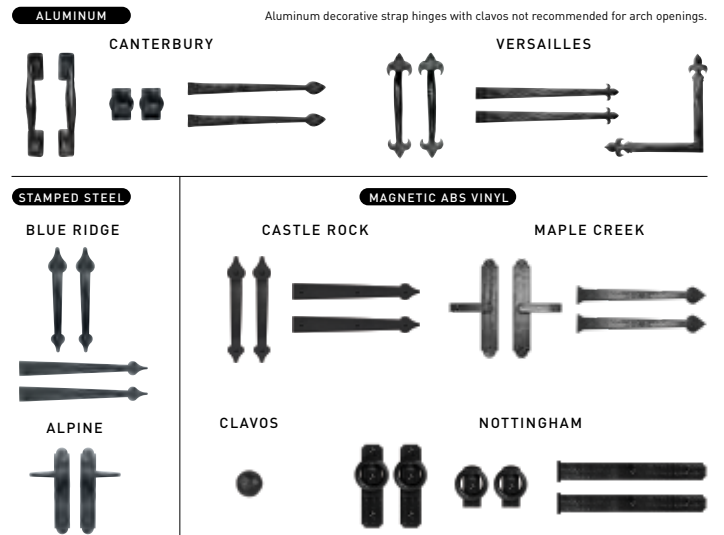 ALUMINUM
Aluminum decorative strap hinges with clavos not recommended for arch openings.
CANTERBURY
VERSAILLES
STAMPED STEEL
BLUE RIDGE
ALPINE
MAGNETIC ABS VINYL
CASTLE ROCK
MAPLE CREEK
CLAVOS
NOTTINGHAM